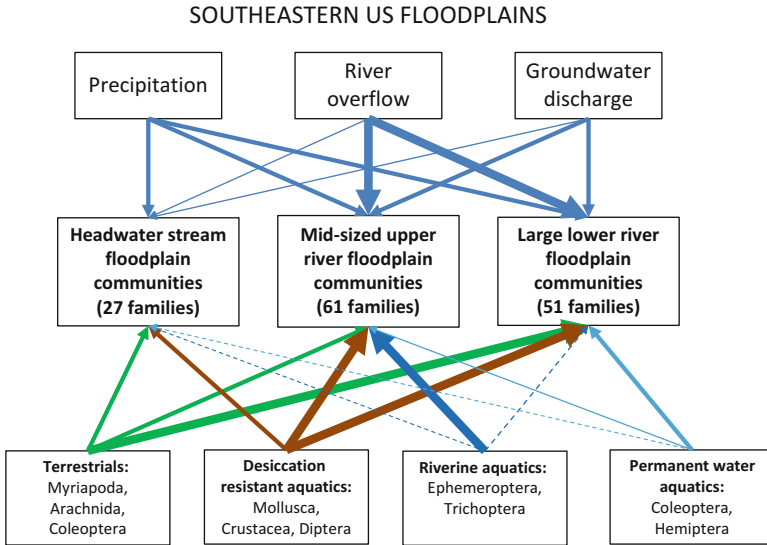 SOUTHEASTERN US FLOODPLAINS
Precipitation
River
overflow
Groundwater
discharge
Headwater stream
floodplain
communities
(27 families)
Mid-sized upper
river floodplain
communities
(61 families)
Large lower river
floodplain
communities
(51 families)
Terrestrials:
Myriapoda,
Arachnida,
Coleoptera
Desiccation
resistant aquatics:
Mollusca,
Crustacea, Diptera
Riverine aquatics:
Ephemeroptera,
Trichoptera
Permanent water
aquatics:
Coleoptera,
Hemiptera